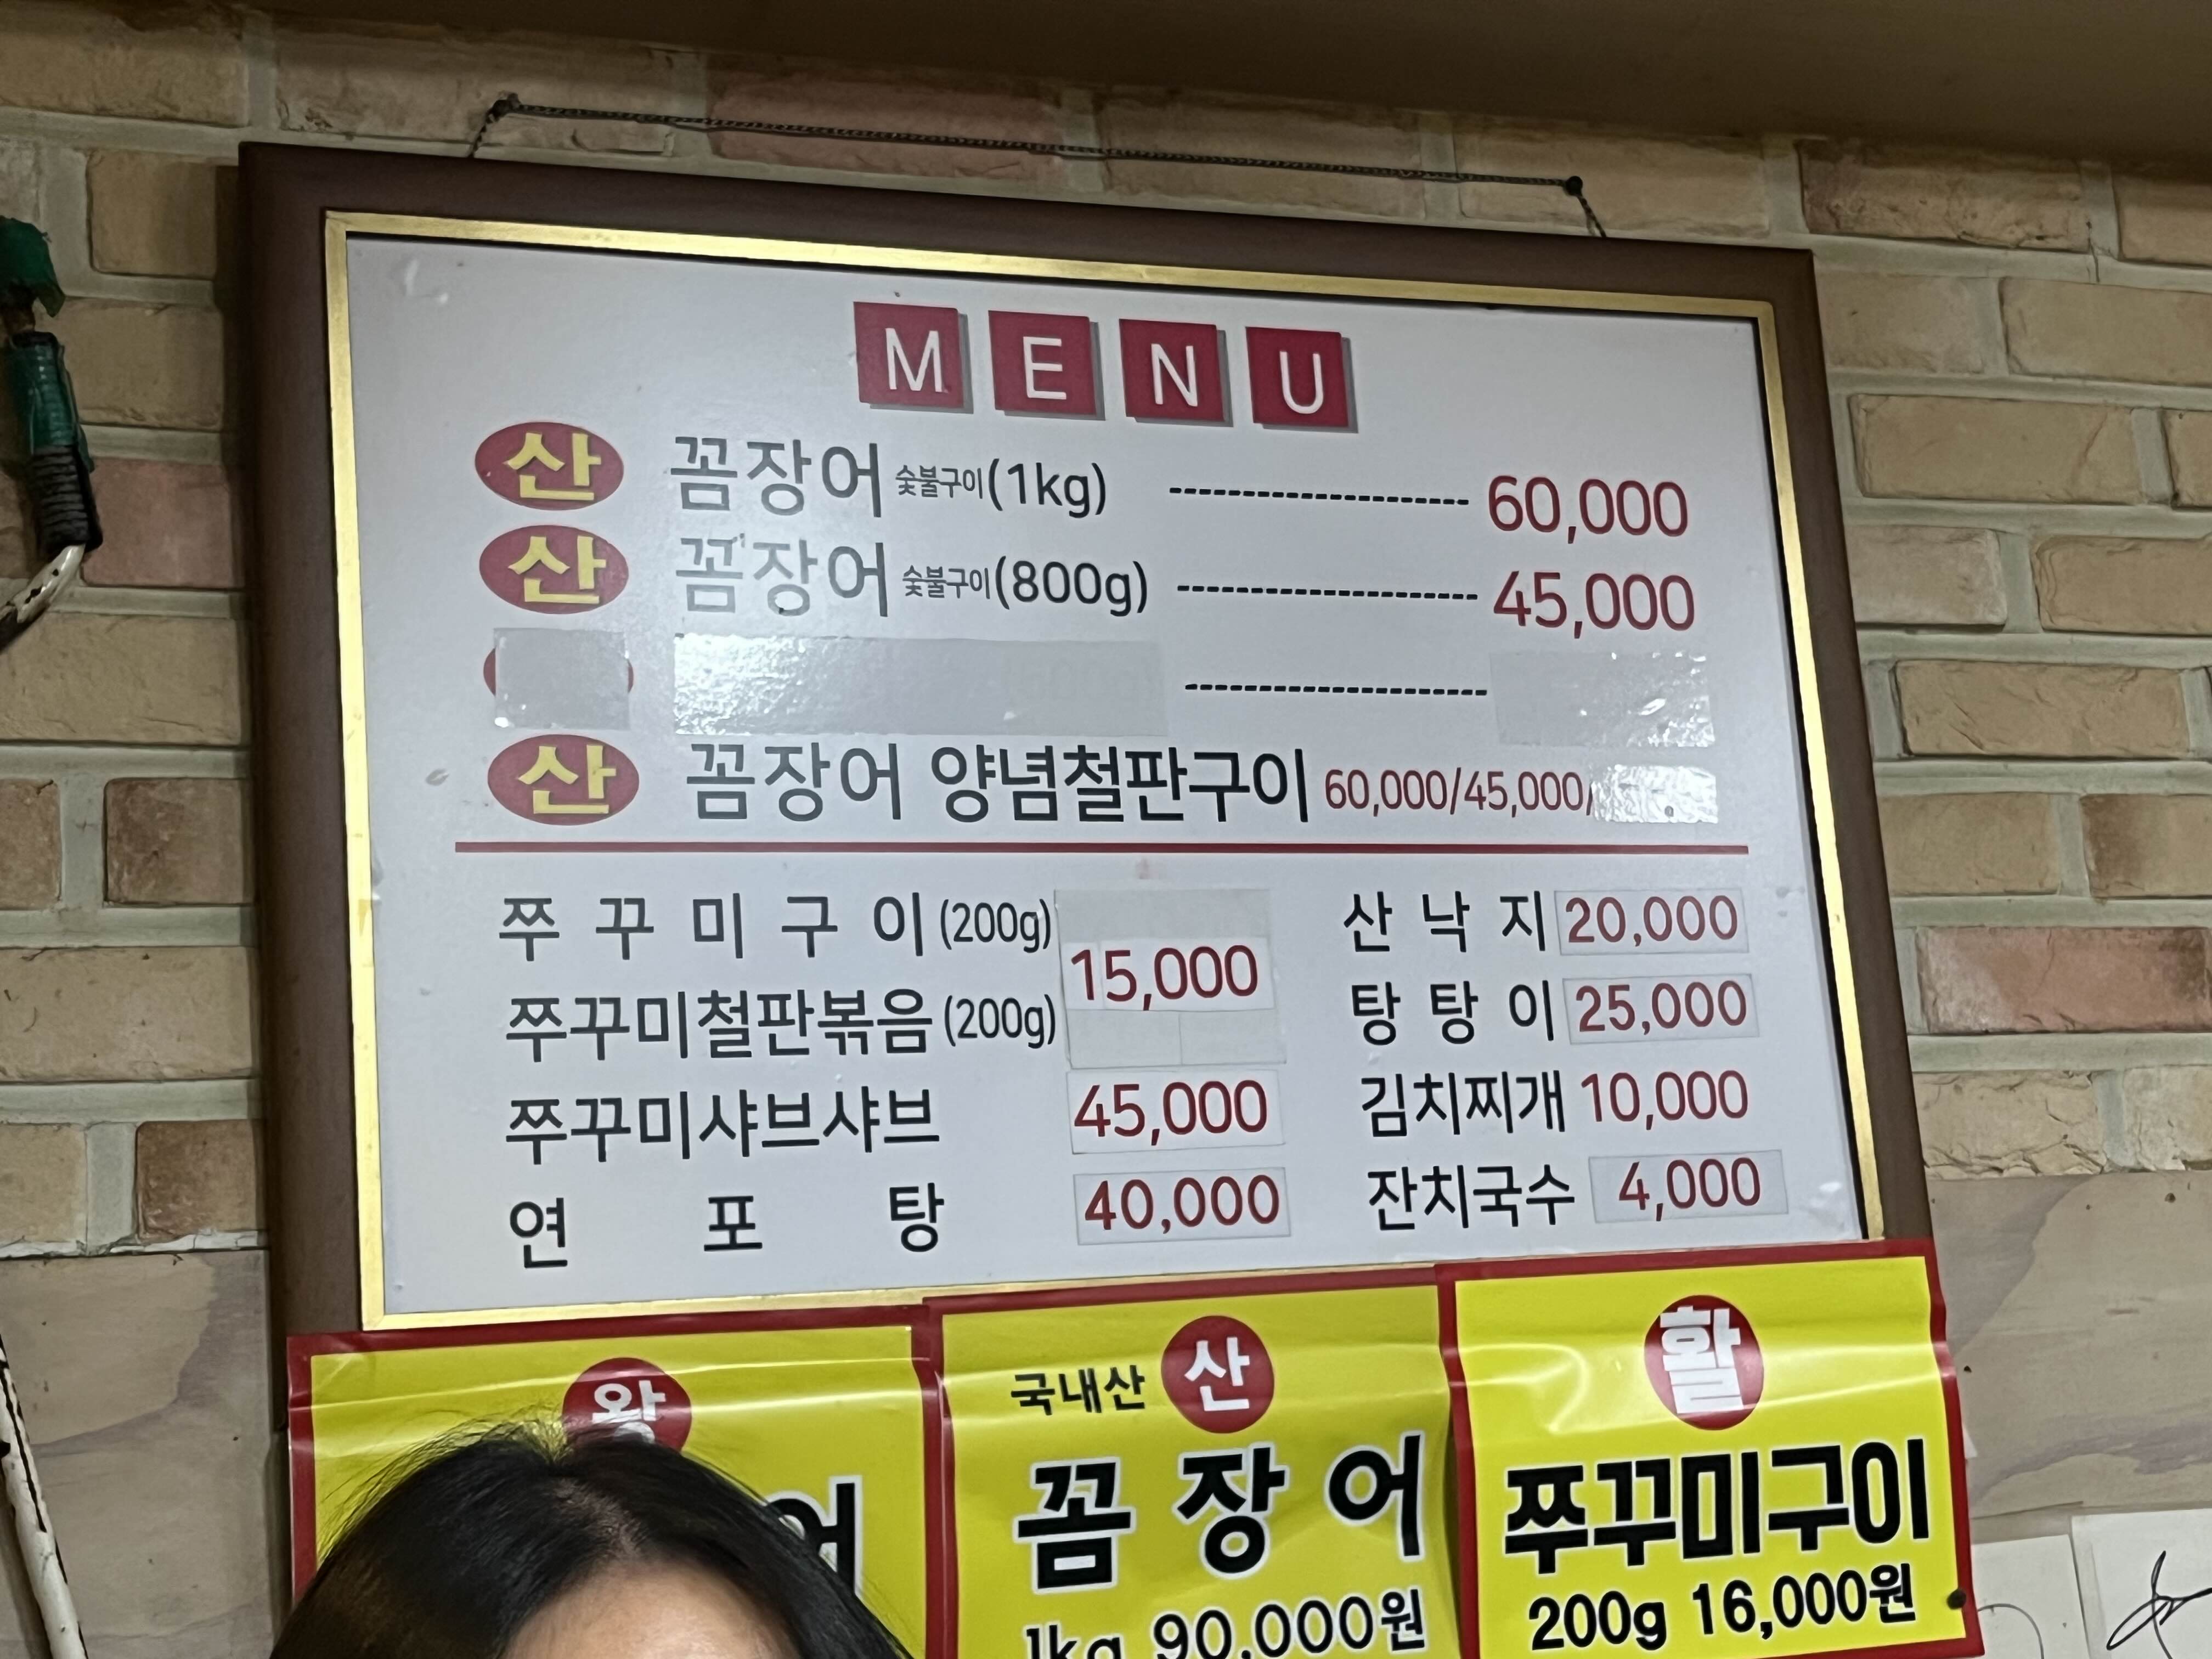 MENU
산 꼼장어 숯불구이(1kg) -------------------- 60,000
산 꼼장어 숯불구이(800g) -------------------- 45,000
--------------------
산 꼼장어 양념철판구이 60,000/45,000/
쭈꾸미구이(200g)
15,000
쭈꾸미철판볶음(200g)
쭈꾸미샤브샤브 45,000
연포탕 40,000
산낙지 20,000
탕탕이 25,000
김치찌개 10,000
잔치국수 4,000
왕
어
국내산 산
꼼장어
1kg 90,000원
활
쭈꾸미구이
200g 16,000원